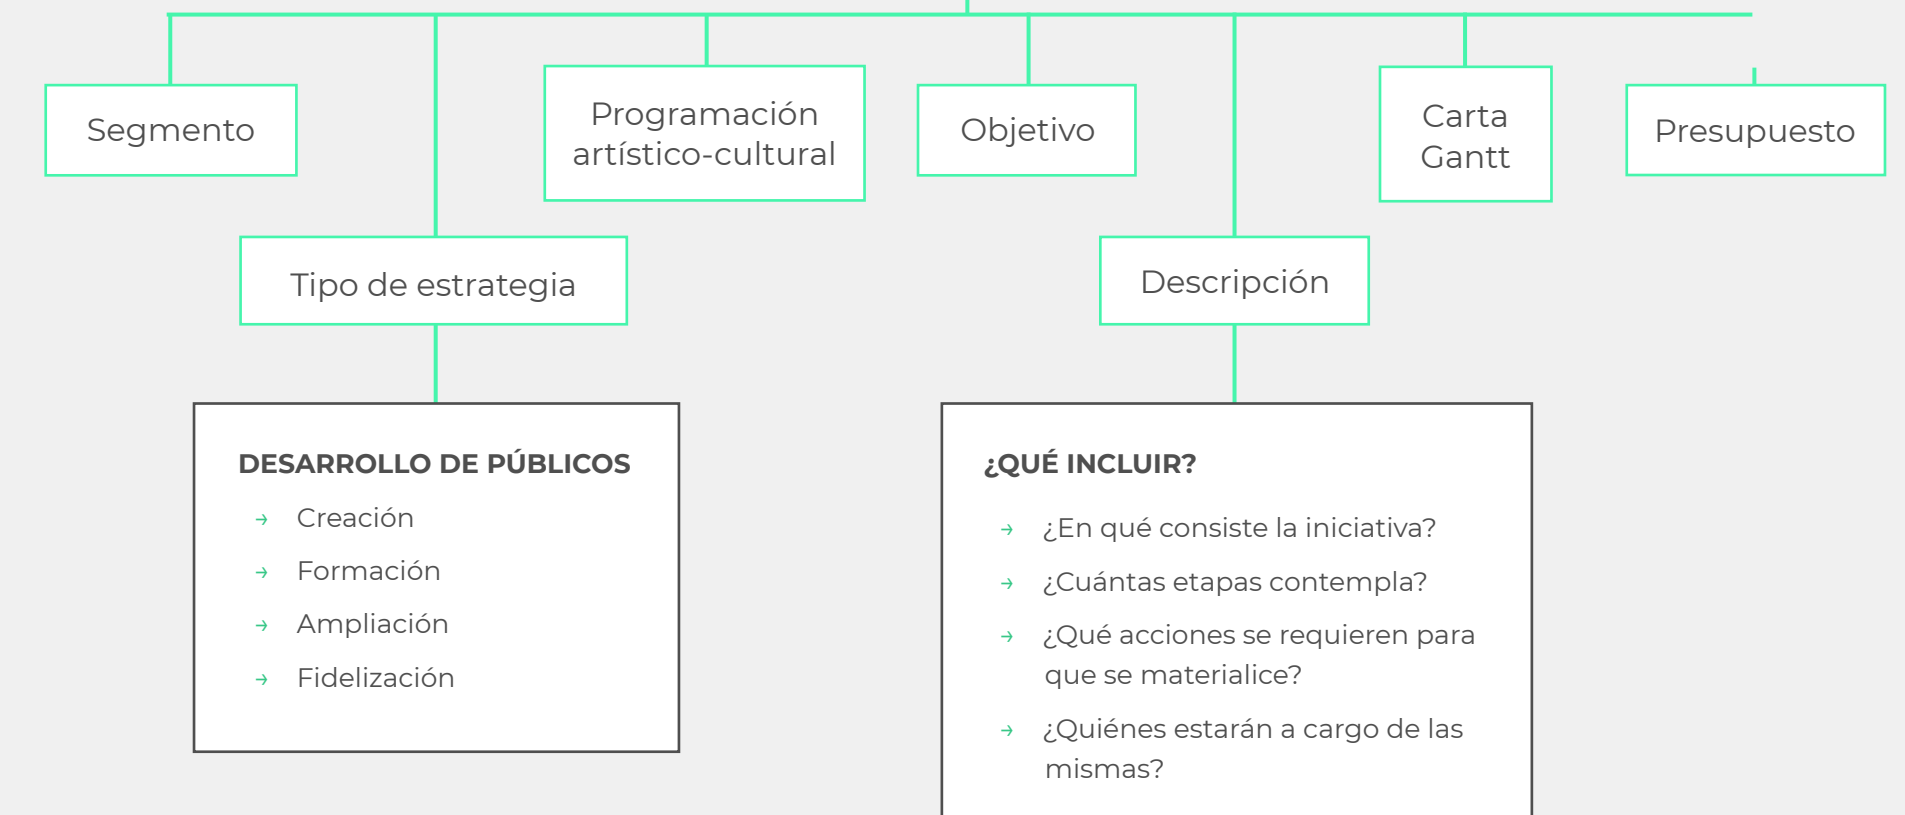 Segmento
Programación
artístico-cultural
Objetivo
Carta
Gantt
Presupuesto
Tipo de estrategia
Descripción
DESARROLLO DE PÚBLICOS
→ Creación
→ Formación
→ Ampliación
→ Fidelización
¿QUÉ INCLUIR?
→ ¿En qué consiste la iniciativa?
→ ¿Cuántas etapas contempla?
→ ¿Qué acciones se requieren para
que se materialice?
→ ¿Quiénes estarán a cargo de las
mismas?